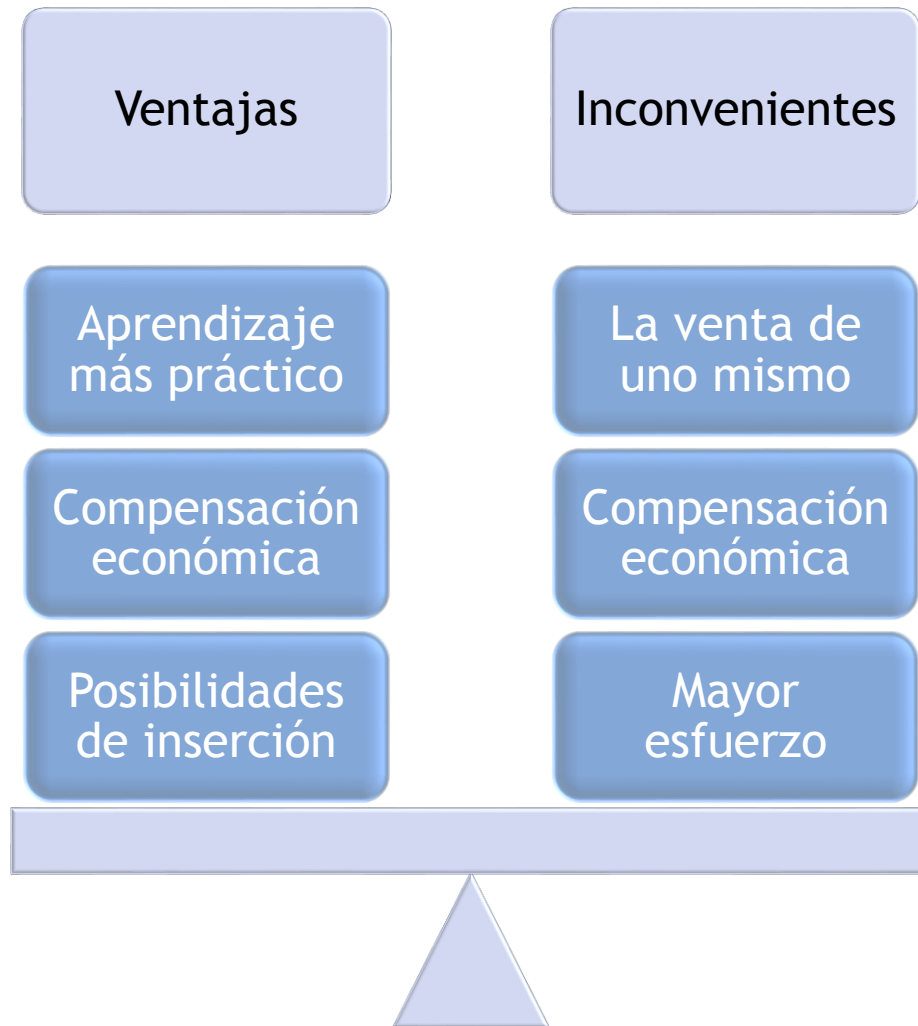 Ventajas
Inconvenientes
Aprendizaje
más práctico
La venta de
uno mismo
Compensación
económica
Compensación
económica
Posibilidades
de inserción
Mayor
esfuerzo